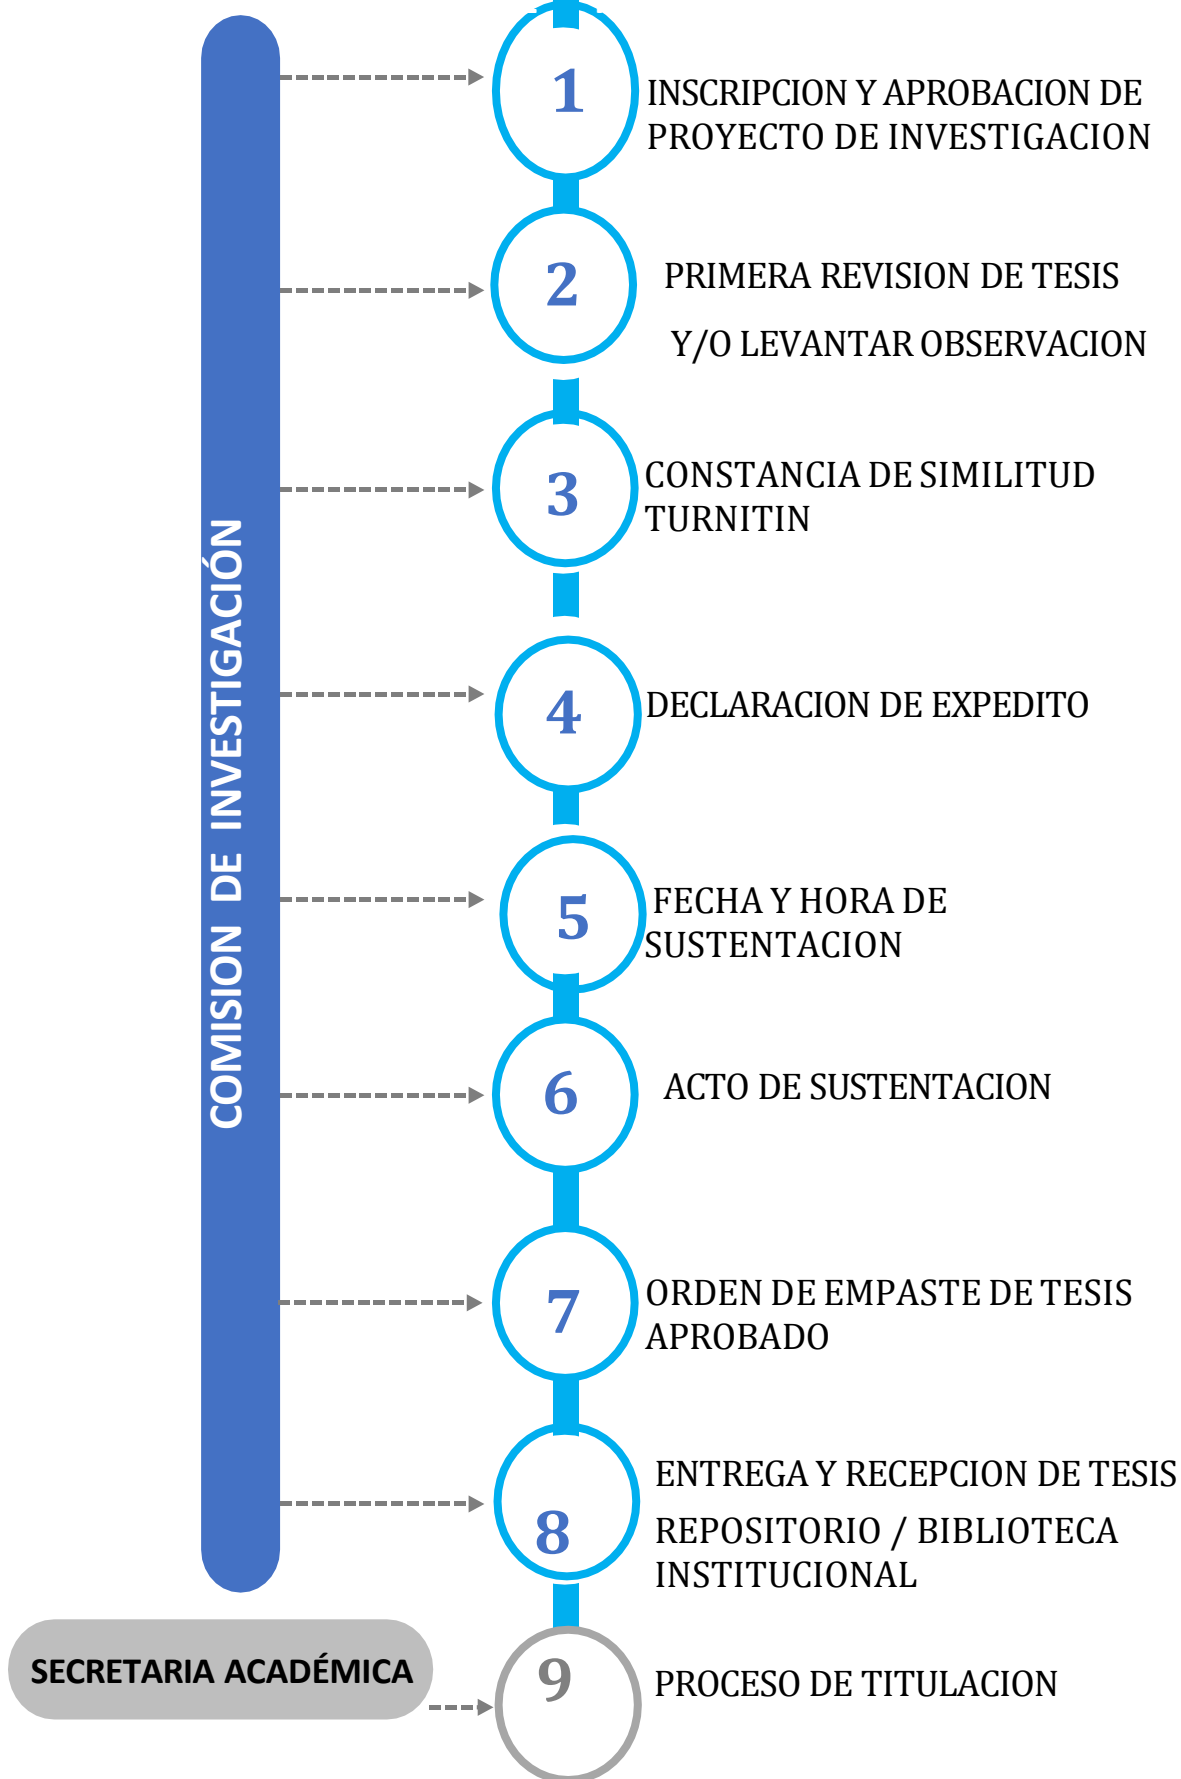 COMISION DE INVESTIGACIÓN
1
INSCRIPCION Y APROBACION DE
PROYECTO DE INVESTIGACION
2
PRIMERA REVISION DE TESIS
Y/O LEVANTAR OBSERVACION
3
CONSTANCIA DE SIMILITUD
TURNITIN
4
DECLARACION DE EXPEDITO
5
FECHA Y HORA DE
SUSTENTACION
6
ACTO DE SUSTENTACION
7
ORDEN DE EMPASTE DE TESIS
APROBADO
8
ENTREGA Y RECEPCION DE TESIS
REPOSITORIO / BIBLIOTECA
INSTITUCIONAL
SECRETARIA ACADÉMICA
9
PROCESO DE TITULACION